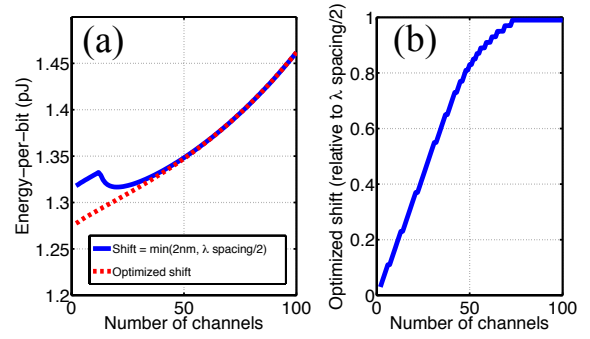 (a)
Energy−per−bit (pJ)
1.45
1.4
1.35
1.3
1.25
1.2
Shift = min(2nm, λ spacing/2)
Optimized shift
0
50
100
Number of channels
(b)
Optimized shift (relative to λ spacing/2)
1
0.8
0.6
0.4
0.2
0
0
50
100
Number of channels